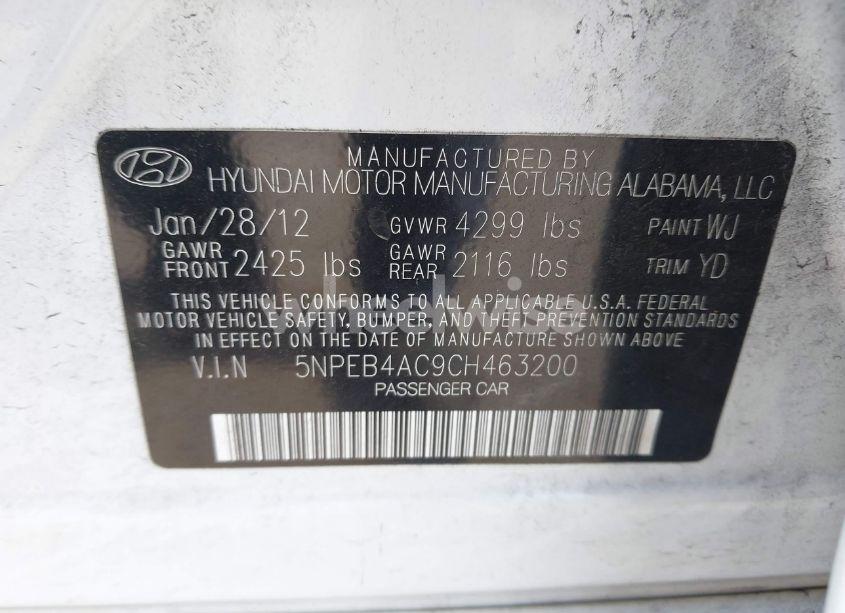 MANUFACTURED BY
HYUNDAI MOTOR MANUFACTURING ALABAMA, LLC
Jan/28/12 GVWR 4299 lbs PAINT WJ
GAWR FRONT 2425 lbs GAWR REAR 2116 lbs TRIM YD
THIS VEHICLE CONFORMS TO ALL APPLICABLE U.S.A. FEDERAL
MOTOR VEHICLE SAFETY, BUMPER, AND THEFT PREVENTION STANDARDS
IN EFFECT ON THE DATE OF MANUFACTURE SHOWN ABOVE.
V.I.N 5NPEB4AC9CH463200
PASSENGER CAR